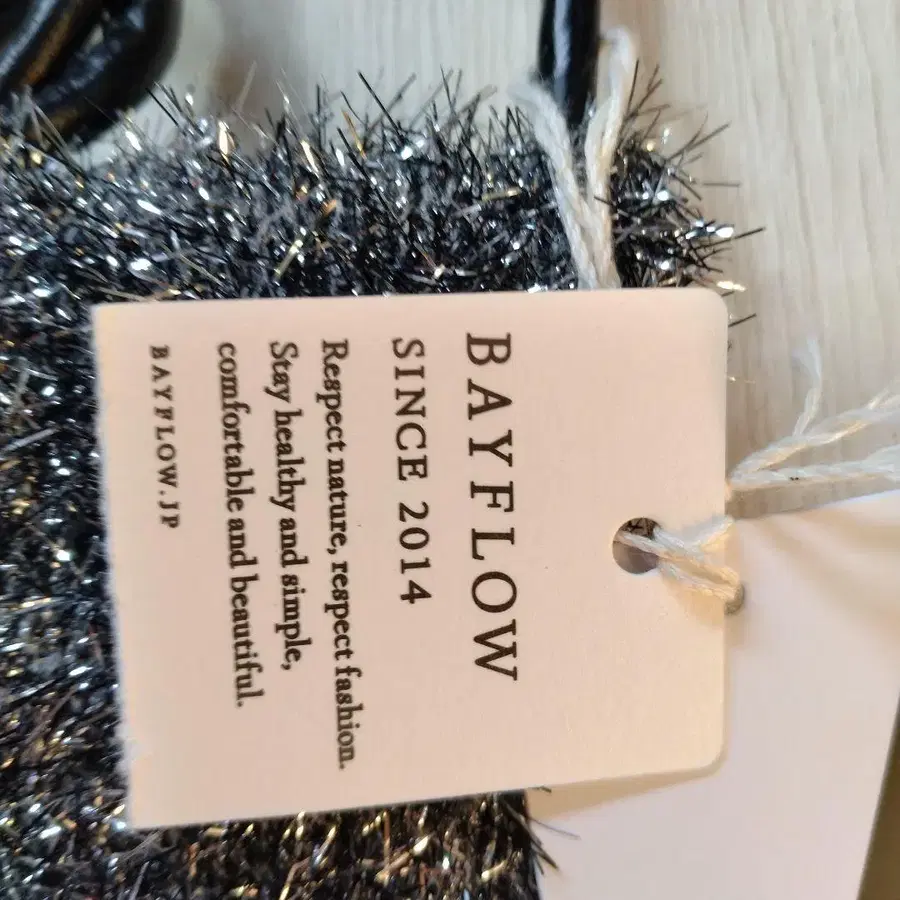 BAYFLOW
SINCE 2014
Respect nature, respect fashion.
Stay healthy and simple,
comfortable and beautiful.
BAYFLOW.JP